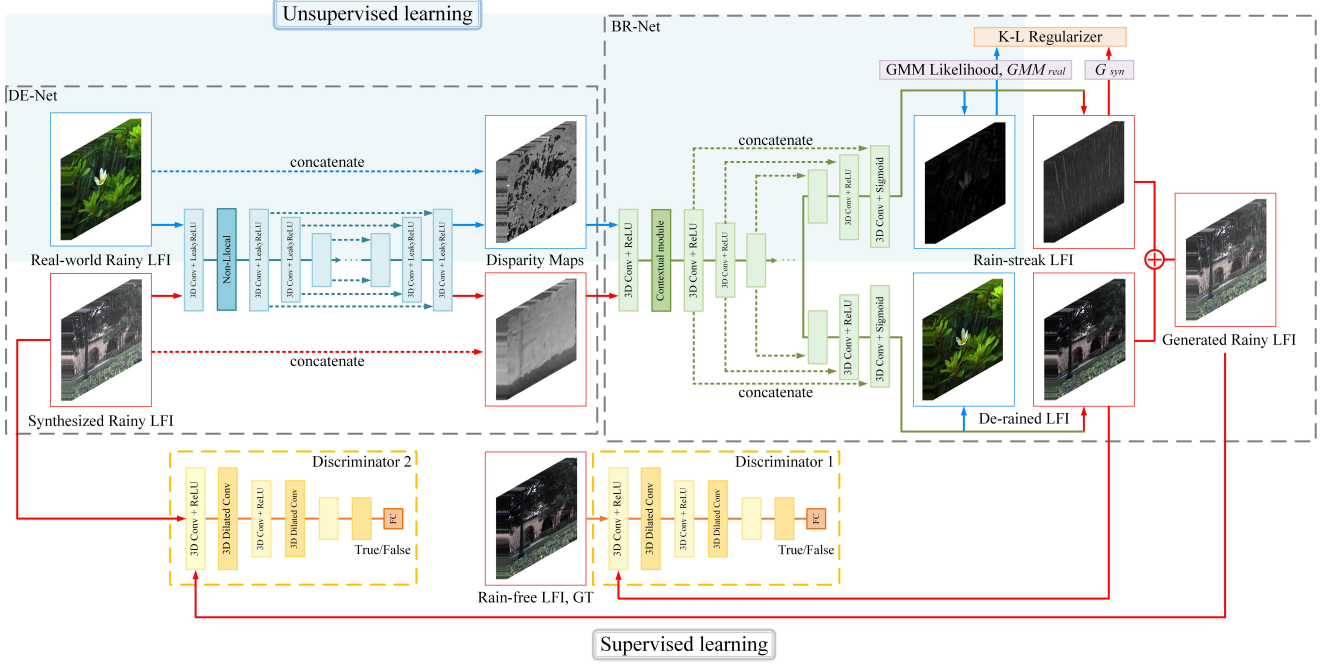 Unsupervised learning
BR-Net
K-L Regularizer
GMM Likelihood, GMM real
G syn
DE-Net
concatenate
concatenate
Real-world Rainy LFI
3D Conv + LeakyReLU
Non-Llocal
3D Conv + LeakyReLU
3D Conv + LeakyReLU
...
3D Conv + LeakyReLU
3D Conv + LeakyReLU
Disparity Maps
3D Conv + ReLU
Contextual module
3D Conv + ReLU
3D Conv + ReLU
...
3D Conv + ReLU
3D Conv + Sigmoid
Rain-streak LFI
3D Conv + ReLU
3D Conv + Sigmoid
concatenate
concatenate
Synthesized Rainy LFI
De-rained LFI
Generated Rainy LFI
Discriminator 2
3D Conv + ReLU
3D Dilated Conv
3D Conv + ReLU
3D Dilated Conv
FC
True/False
Rain-free LFI, GT
Discriminator 1
3D Conv + ReLU
3D Dilated Conv
3D Conv + ReLU
3D Dilated Conv
FC
True/False
Supervised learning